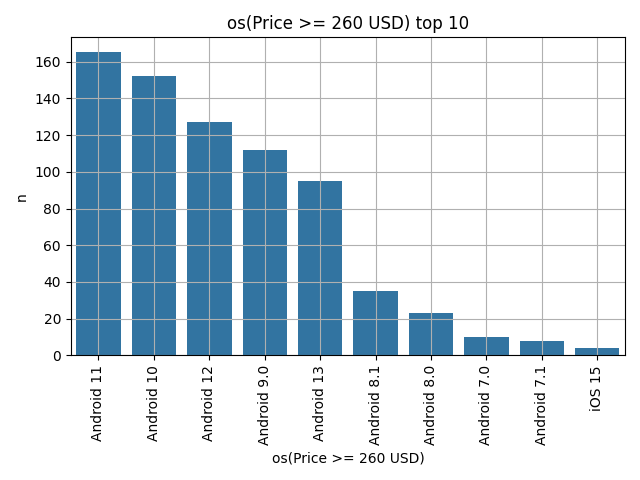 os(Price >= 260 USD) top 10
160
140
120
100
80
60
40
20
0
n
Android 11
Android 10
Android 12
Android 9.0
Android 13
Android 8.1
Android 8.0
Android 7.0
Android 7.1
iOS 15
os(Price >= 260 USD)